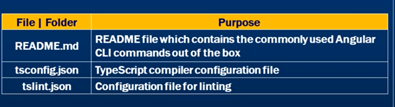 File | Folder Purpose
README.md README file which contains the commonly used Angular
CLI commands out of the box
tsconfig.json TypeScript compiler configuration file
tslint.json Configuration file for linting